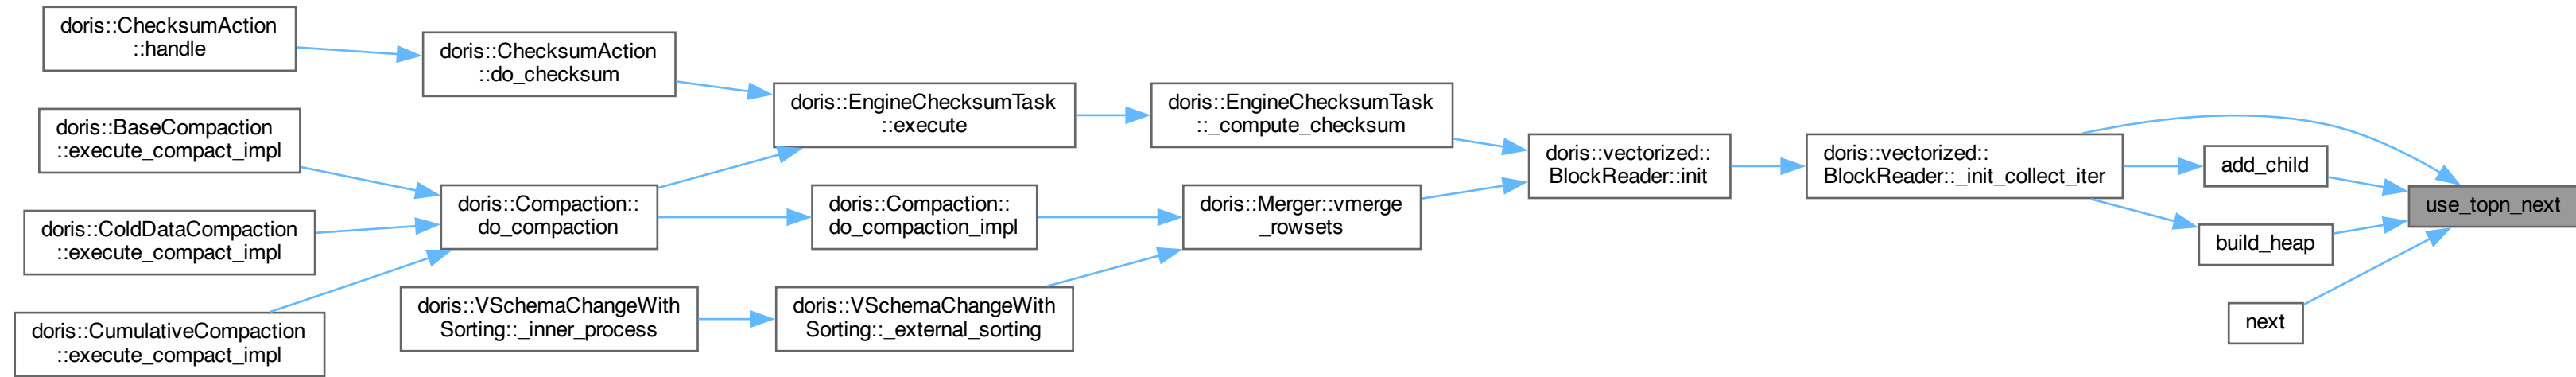 doris::ChecksumAction
::handle
doris::BaseCompaction
::execute_compact_impl
doris::ColdDataCompaction
::execute_compact_impl
doris::CumulativeCompaction
::execute_compact_impl
doris::ChecksumAction
::do_checksum
doris::Compaction::
do_compaction
doris::VSchemaChangeWith
Sorting::_inner_process
doris::EngineChecksumTask
::execute
doris::Compaction::
do_compaction_impl
doris::VSchemaChangeWith
Sorting::_external_sorting
doris::EngineChecksumTask
::_compute_checksum
doris::Merger::vmerge
_rowsets
doris::vectorized::
BlockReader::init
doris::vectorized::
BlockReader::_init_collect_iter
add_child
build_heap
next
use_topn_next